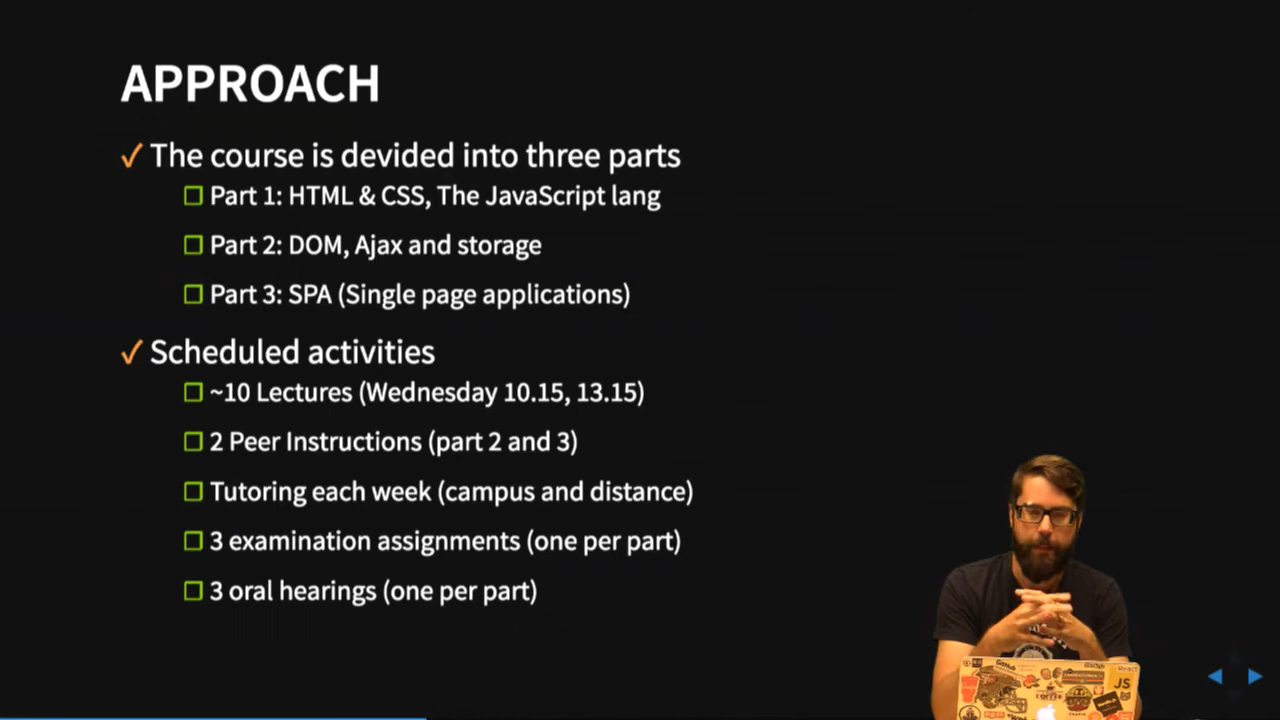 APPROACH
✓ The course is devided into three parts
☐ Part 1: HTML & CSS, The JavaScript lang
☐ Part 2: DOM, Ajax and storage
☐ Part 3: SPA (Single page applications)
✓ Scheduled activities
☐ ~10 Lectures (Wednesday 10.15, 13.15)
☐ 2 Peer Instructions (part 2 and 3)
☐ Tutoring each week (campus and distance)
☐ 3 examination assignments (one per part)
☐ 3 oral hearings (one per part)
GitHub
JS